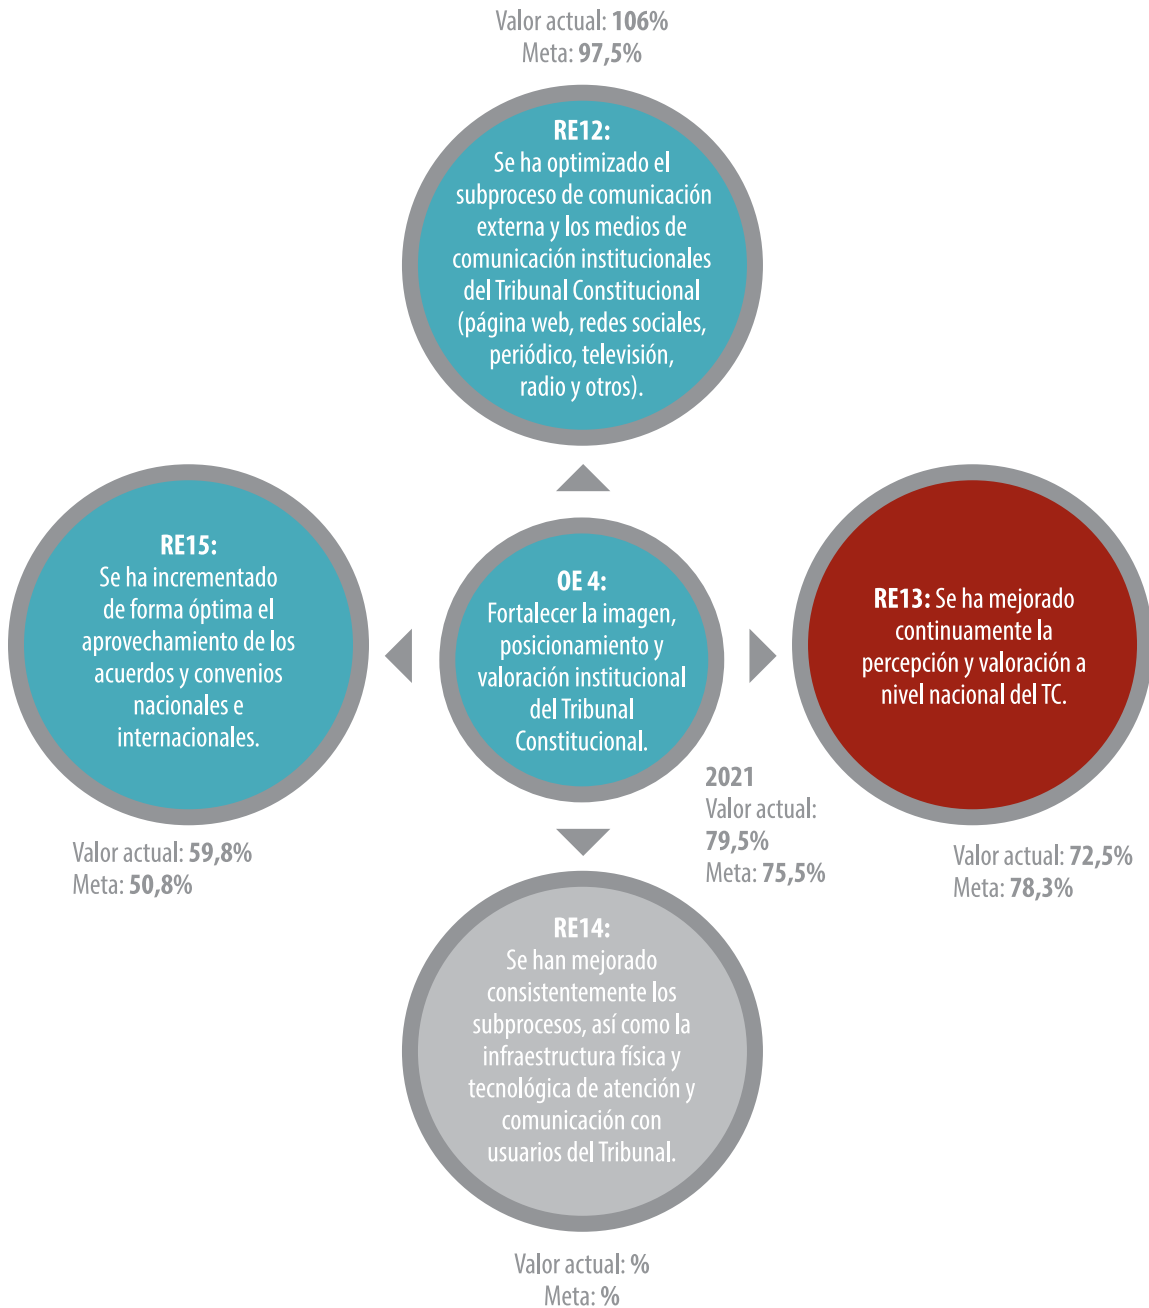 Valor actual: 106%
Meta: 97,5%
RE12:
Se ha optimizado el
subproceso de comunicación
externa y los medios de
comunicación institucionales
del Tribunal Constitucional
(página web, redes sociales,
periódico, televisión,
radio y otros).
RE15:
Se ha incrementado
de forma óptima el
aprovechamiento de los
acuerdos y convenios
nacionales e
internacionales.
Valor actual: 59,8%
Meta: 50,8%
OE 4:
Fortalecer la imagen,
posicionamiento y
valoración institucional
del Tribunal
Constitucional.
2021
Valor actual:
79,5%
Meta: 75,5%
RE13: Se ha mejorado
continuamente la
percepción y valoración a
nivel nacional del TC.
Valor actual: 72,5%
Meta: 78,3%
RE14:
Se han mejorado
consistentemente los
subprocesos, así como la
infraestructura física y
tecnológica de atención y
comunicación con
usuarios del Tribunal.
Valor actual: %
Meta: %